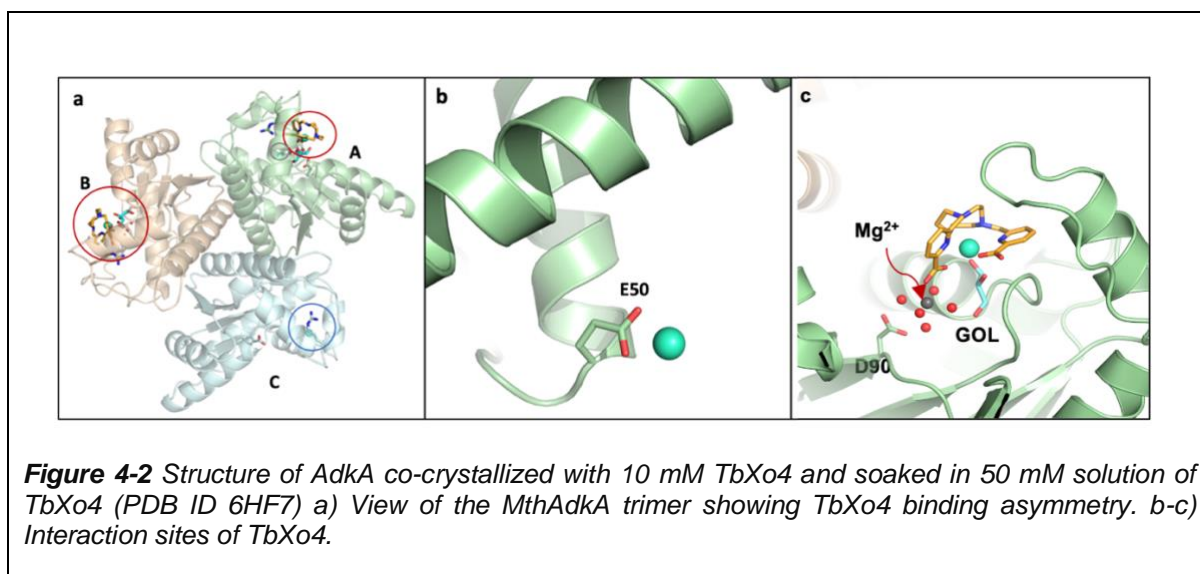 a
b
c
A
B
C
E50
Mg2+
GOL
D90
Figure 4-2 Structure of AdkA co-crystallized with 10 mM TbXo4 and soaked in 50 mM solution of
TbXo4 (PDB ID 6HF7) a) View of the MthAdkA trimer showing TbXo4 binding asymmetry. b-c)
Interaction sites of TbXo4.